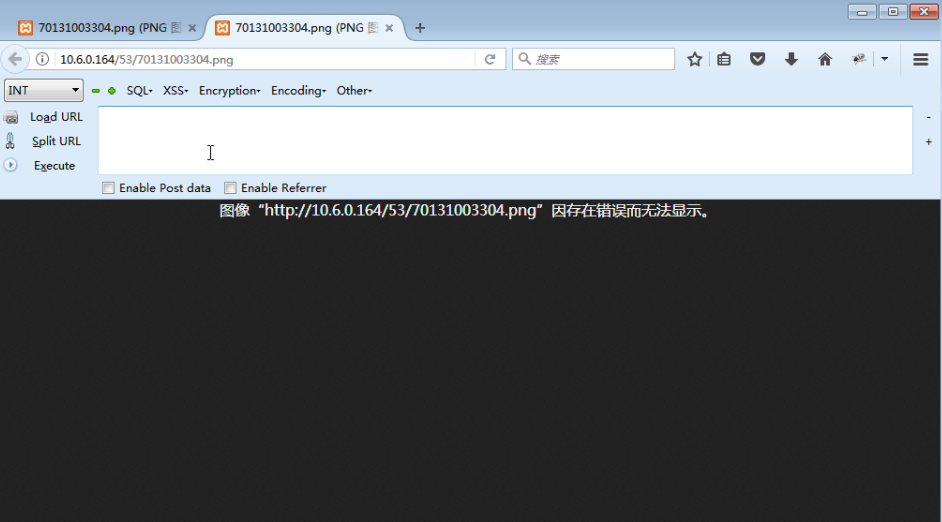 70131003304.png (PNG 图
70131003304.png (PNG 图
10.6.0.164/53/70131003304.png
搜索
INT
SQL
XSS
Encryption
Encoding
Other
Load URL
Split URL
Execute
Enable Post data
Enable Referrer
图像“http://10.6.0.164/53/70131003304.png”因存在错误而无法显示。